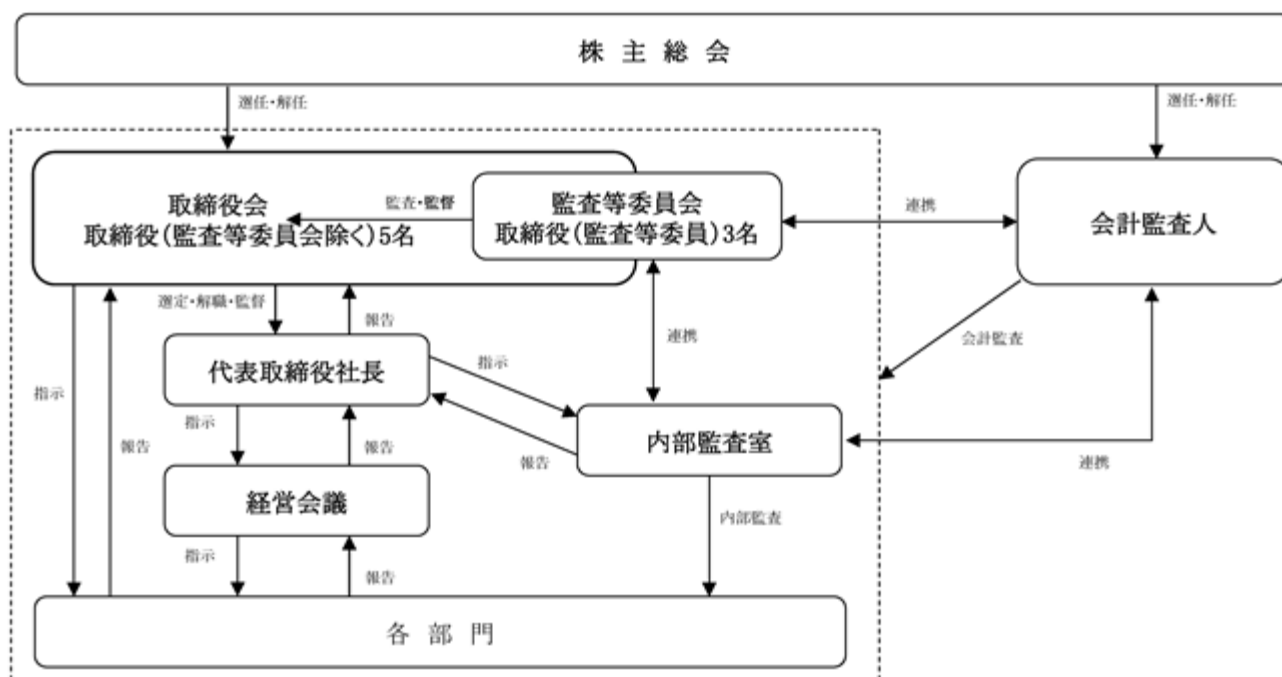 株主総会
選任・解任
選任・解任
取締役会
取締役(監査等委員会除く)5名
監査・監督
監査等委員会
取締役(監査等委員)3名
連携
会計監査人
選定・解職・監督
報告
連携
会計監査
代表取締役社長
指示
指示
報告
指示
報告
内部監査室
報告
連携
経営会議
内部監査
指示
報告
各部門